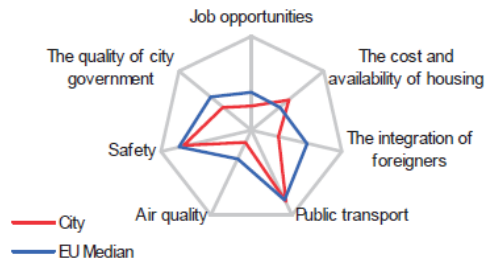 Job opportunities
The quality of city
government
The cost and
availability of housing
The integration of
foreigners
Safety
Air quality
Public transport
City
EU Median